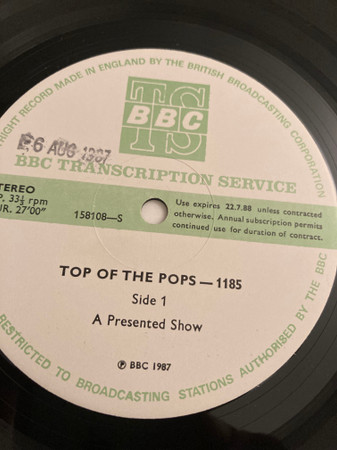 RIGHT RECORD MADE IN ENGLAND BY THE BRITISH BROADCASTING CORPORATION
TS
BBC
6 AUG 1987
BBC TRANSCRIPTION SERVICE
STEREO
P. 33⅓ rpm
UR. 27'00"
158108—S
Use expires 22.7.88 unless contracted
otherwise. Annual subscription permits
continued use for duration of contract.
TOP OF THE POPS — 1185
Side 1
A Presented Show
℗ BBC 1987
RESTRICTED TO BROADCASTING STATIONS AUTHORISED BY THE BBC